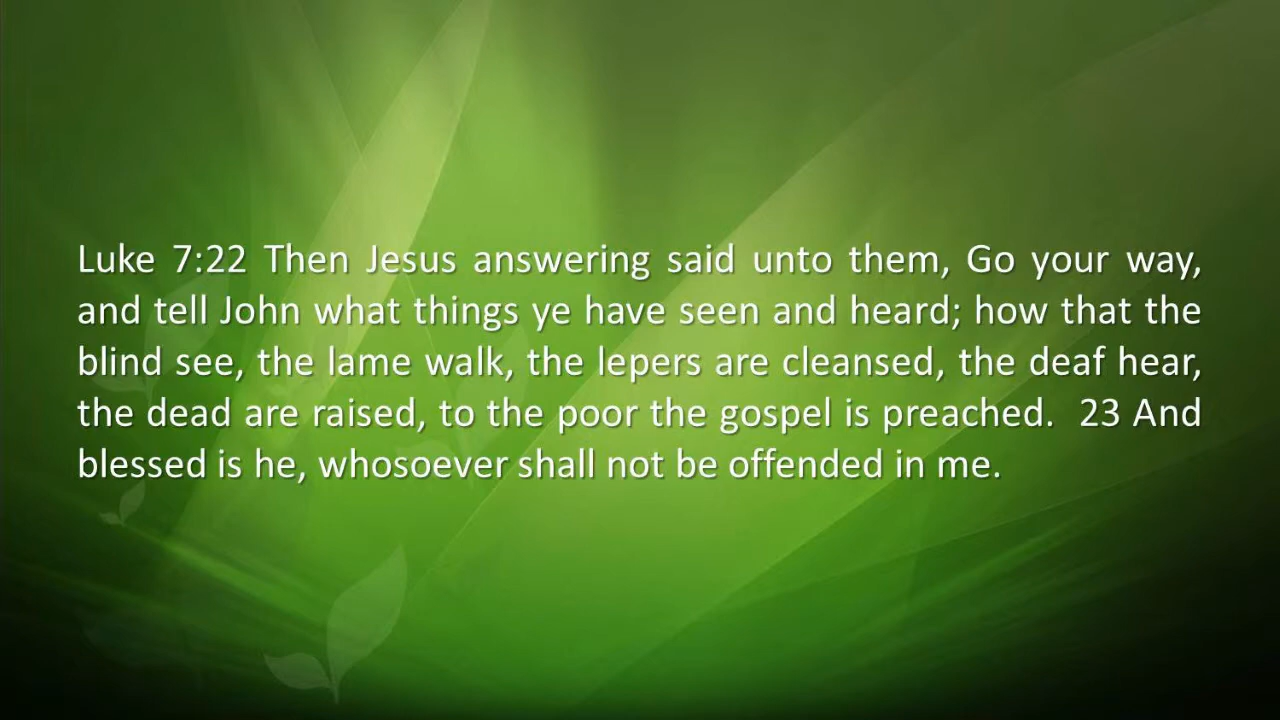 Luke 7:22 Then Jesus answering said unto them, Go your way,
and tell John what things ye have seen and heard; how that the
blind see, the lame walk, the lepers are cleansed, the deaf hear,
the dead are raised, to the poor the gospel is preached.  23 And
blessed is he, whosoever shall not be offended in me.